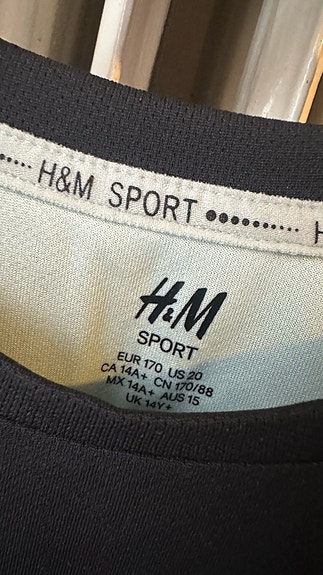 H&M SPORT
H&M
SPORT
EUR 170 US 20
CA 14A+ CN 170/88
MX 14A+ AUS 15
UK 14Y+